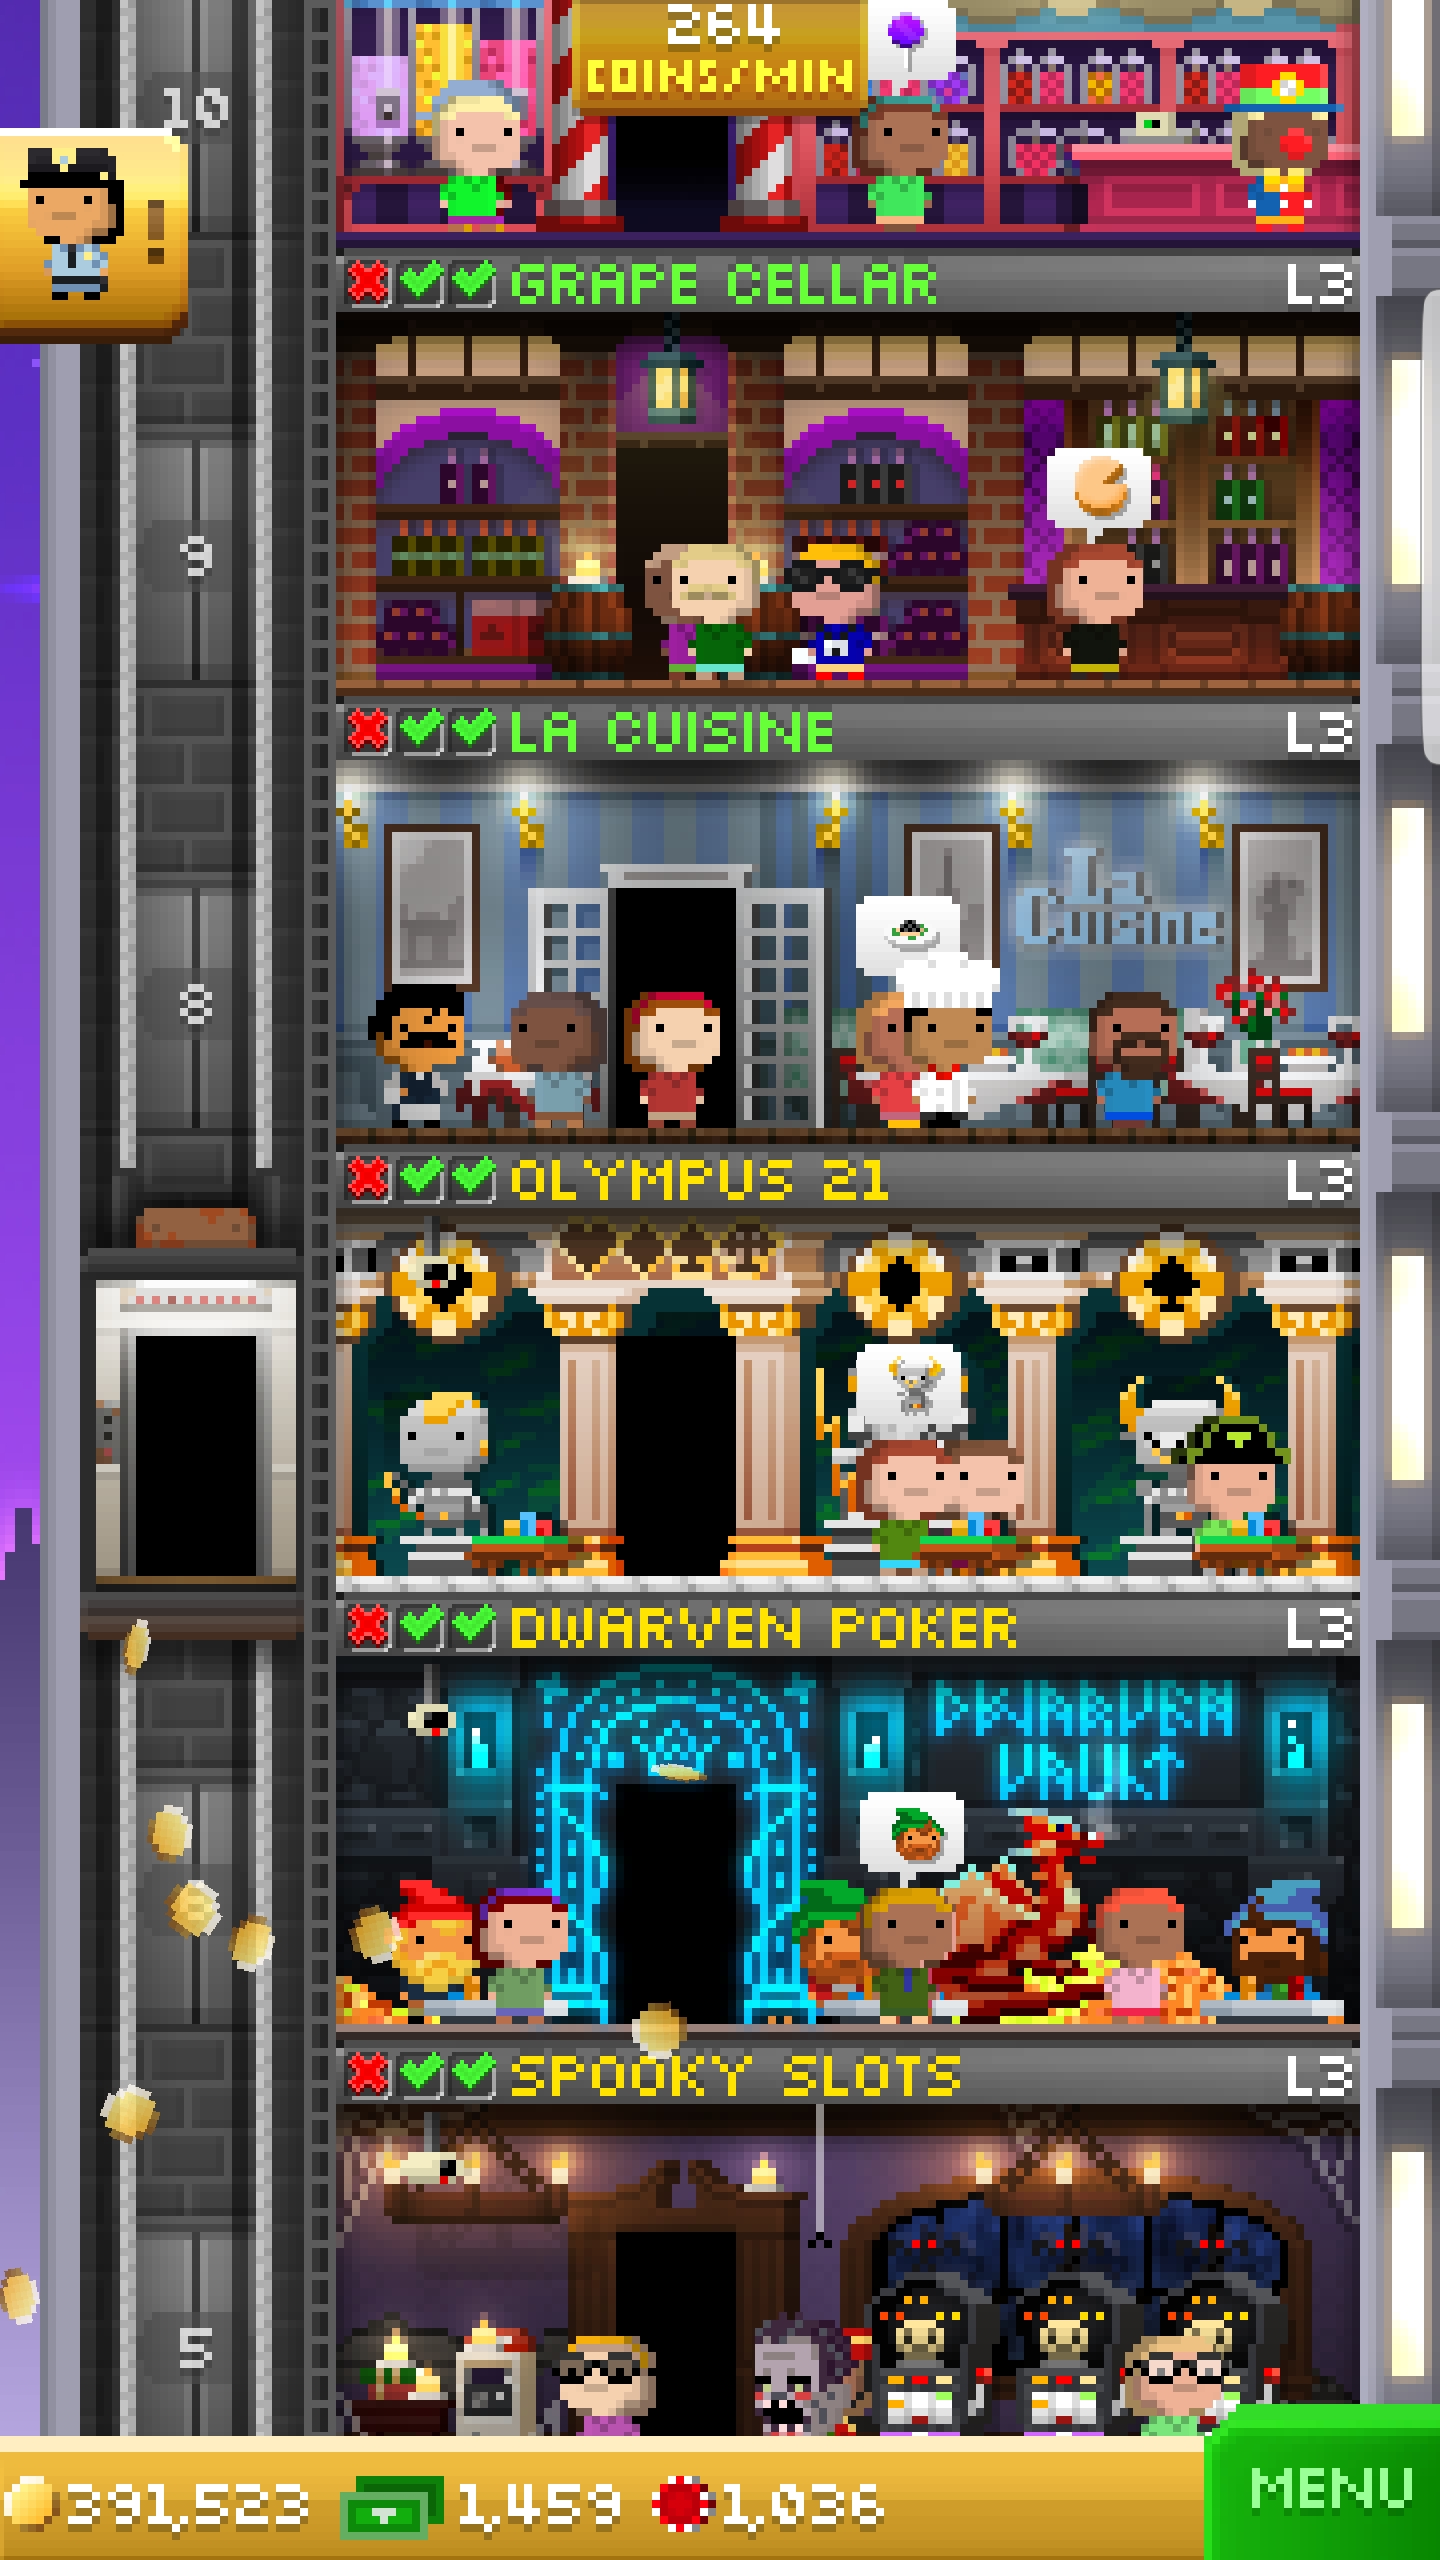 264
COINS/MIN
10
!
GRAPE CELLAR L3
9
LA CUISINE L3
La
Cuisine
8
OLYMPUS 21 L3
DWARVEN POKER L3
DWARVEN
VAULT
SPOOKY SLOTS L3
5
391,523 1,459 1,036
MENU